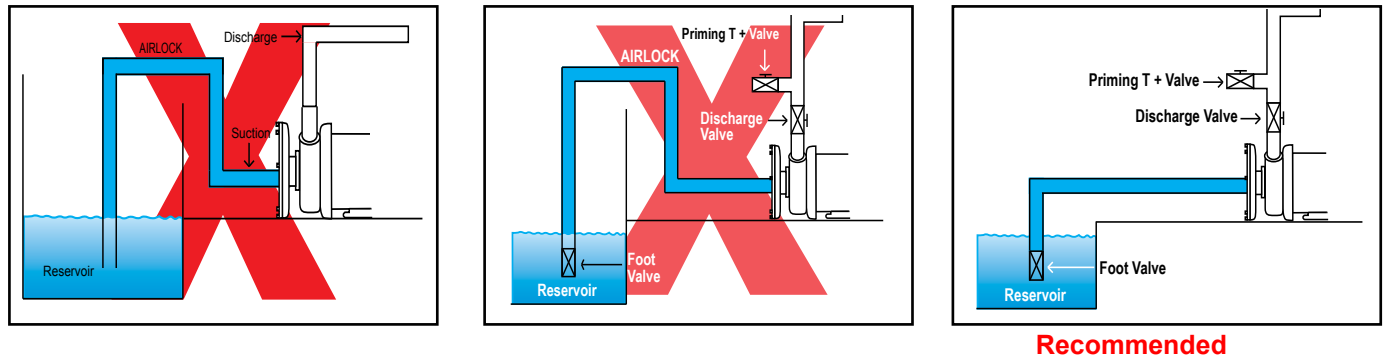 Discharge
AIRLOCK
Suction
Reservoir
Priming T + Valve
AIRLOCK
Discharge
Valve
Foot
Valve
Reservoir
Priming T + Valve
Discharge Valve
Foot Valve
Reservoir
Recommended